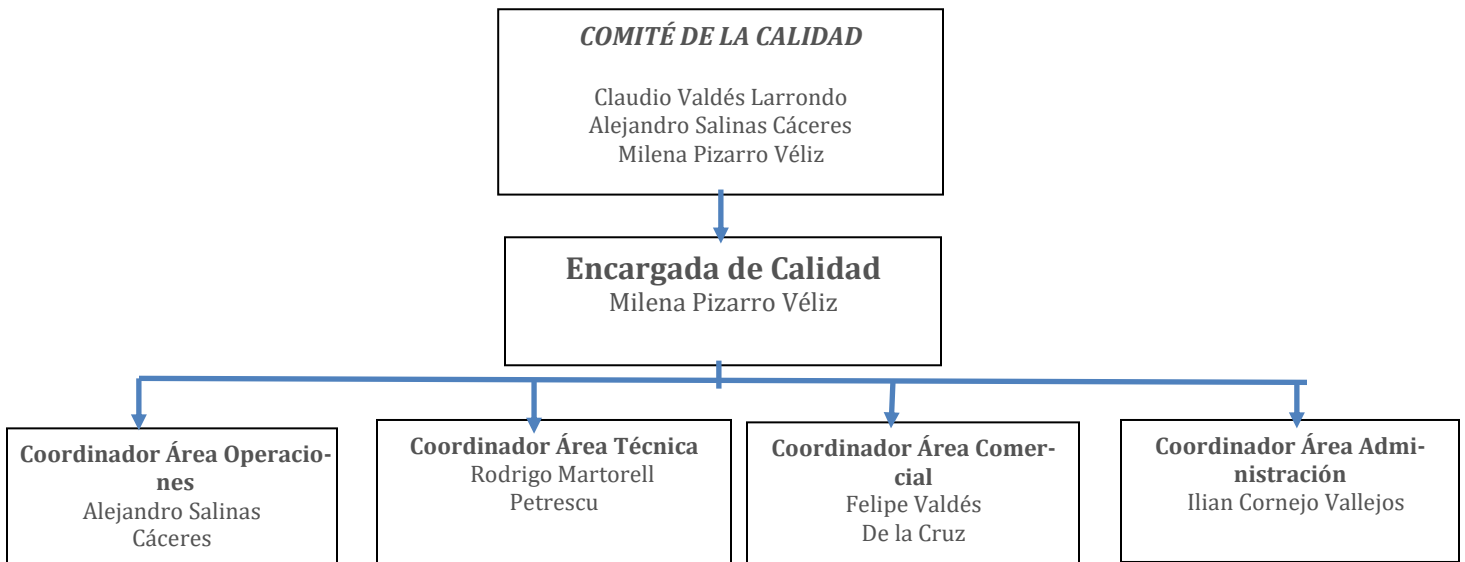 COMITÉ DE LA CALIDAD
Claudio Valdés Larrondo
Alejandro Salinas Cáceres
Milena Pizarro Véliz
Encargada de Calidad
Milena Pizarro Véliz
Coordinador Área Operacio-
nes
Alejandro Salinas
Cáceres
Coordinador Área Técnica
Rodrigo Martorell
Petrescu
Coordinador Área Comer-
cial
Felipe Valdés
De la Cruz
Coordinador Área Admi-
nistración
Ilian Cornejo Vallejos